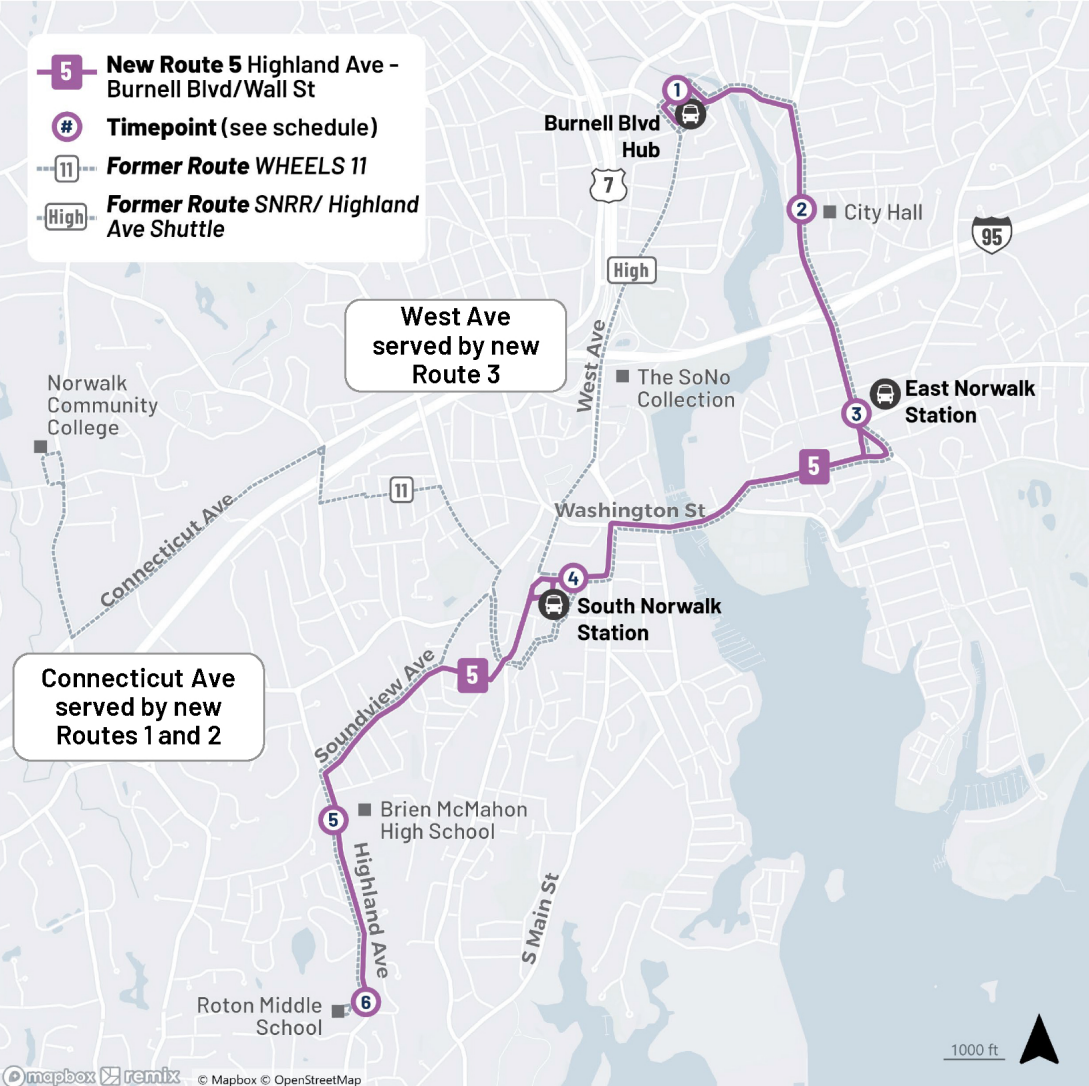 5 New Route 5 Highland Ave -
Burnell Blvd/Wall St
# Timepoint (see schedule)
11 Former Route WHEELS 11
High Former Route SNRR/ Highland
Ave Shuttle
1
Burnell Blvd
Hub
7
2
City Hall
95
High
West Ave
served by new
Route 3
West Ave
The SoNo
Collection
East Norwalk
Station
3
Norwalk
Community
College
5
11
Connecticut Ave
Washington St
4
South Norwalk
Station
Connecticut Ave
served by new
Routes 1 and 2
5
Soundview Ave
5
Brien McMahon
High School
Highland Ave
S Main St
Roton Middle
School
6
1000 ft
mapbox remix © Mapbox © OpenStreetMap